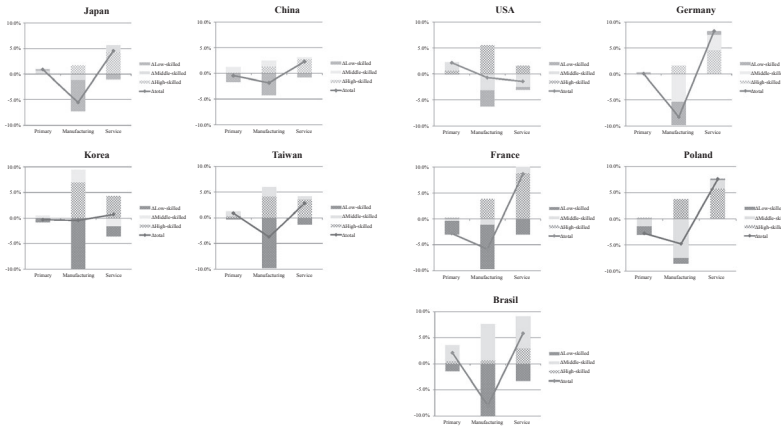 Japan
10.0%
5.0%
0.0%
-5.0%
-10.0%
Primary Manufacturing Service
ΔLow-skilled
ΔMiddle-skilled
ΔHigh-skilled
Δtotal
China
10.0%
5.0%
0.0%
-5.0%
-10.0%
Primary Manufacturing Service
ΔLow-skilled
ΔMiddle-skilled
ΔHigh-skilled
Δtotal
USA
10.0%
5.0%
0.0%
-5.0%
-10.0%
Primary Manufacturing Service
ΔLow-skilled
ΔMiddle-skilled
ΔHigh-skilled
Δtotal
Germany
10.0%
5.0%
0.0%
-5.0%
-10.0%
Primary Manufacturing Service
ΔLow-skilled
ΔMiddle-skilled
ΔHigh-skilled
Δtotal
Korea
10.0%
5.0%
0.0%
-5.0%
-10.0%
Primary Manufacturing Service
ΔLow-skilled
ΔMiddle-skilled
ΔHigh-skilled
Δtotal
Taiwan
10.0%
5.0%
0.0%
-5.0%
-10.0%
Primary Manufacturing Service
ΔLow-skilled
ΔMiddle-skilled
ΔHigh-skilled
Δtotal
France
10.0%
5.0%
0.0%
-5.0%
-10.0%
Primary Manufacturing Service
ΔLow-skilled
ΔMiddle-skilled
ΔHigh-skilled
Δtotal
Poland
10.0%
5.0%
0.0%
-5.0%
-10.0%
Primary Manufacturing Service
ΔLow-skilled
ΔMiddle-skilled
ΔHigh-skilled
Δtotal
Brasil
10.0%
5.0%
0.0%
-5.0%
-10.0%
Primary Manufacturing Service
ΔLow-skilled
ΔMiddle-skilled
ΔHigh-skilled
Δtotal